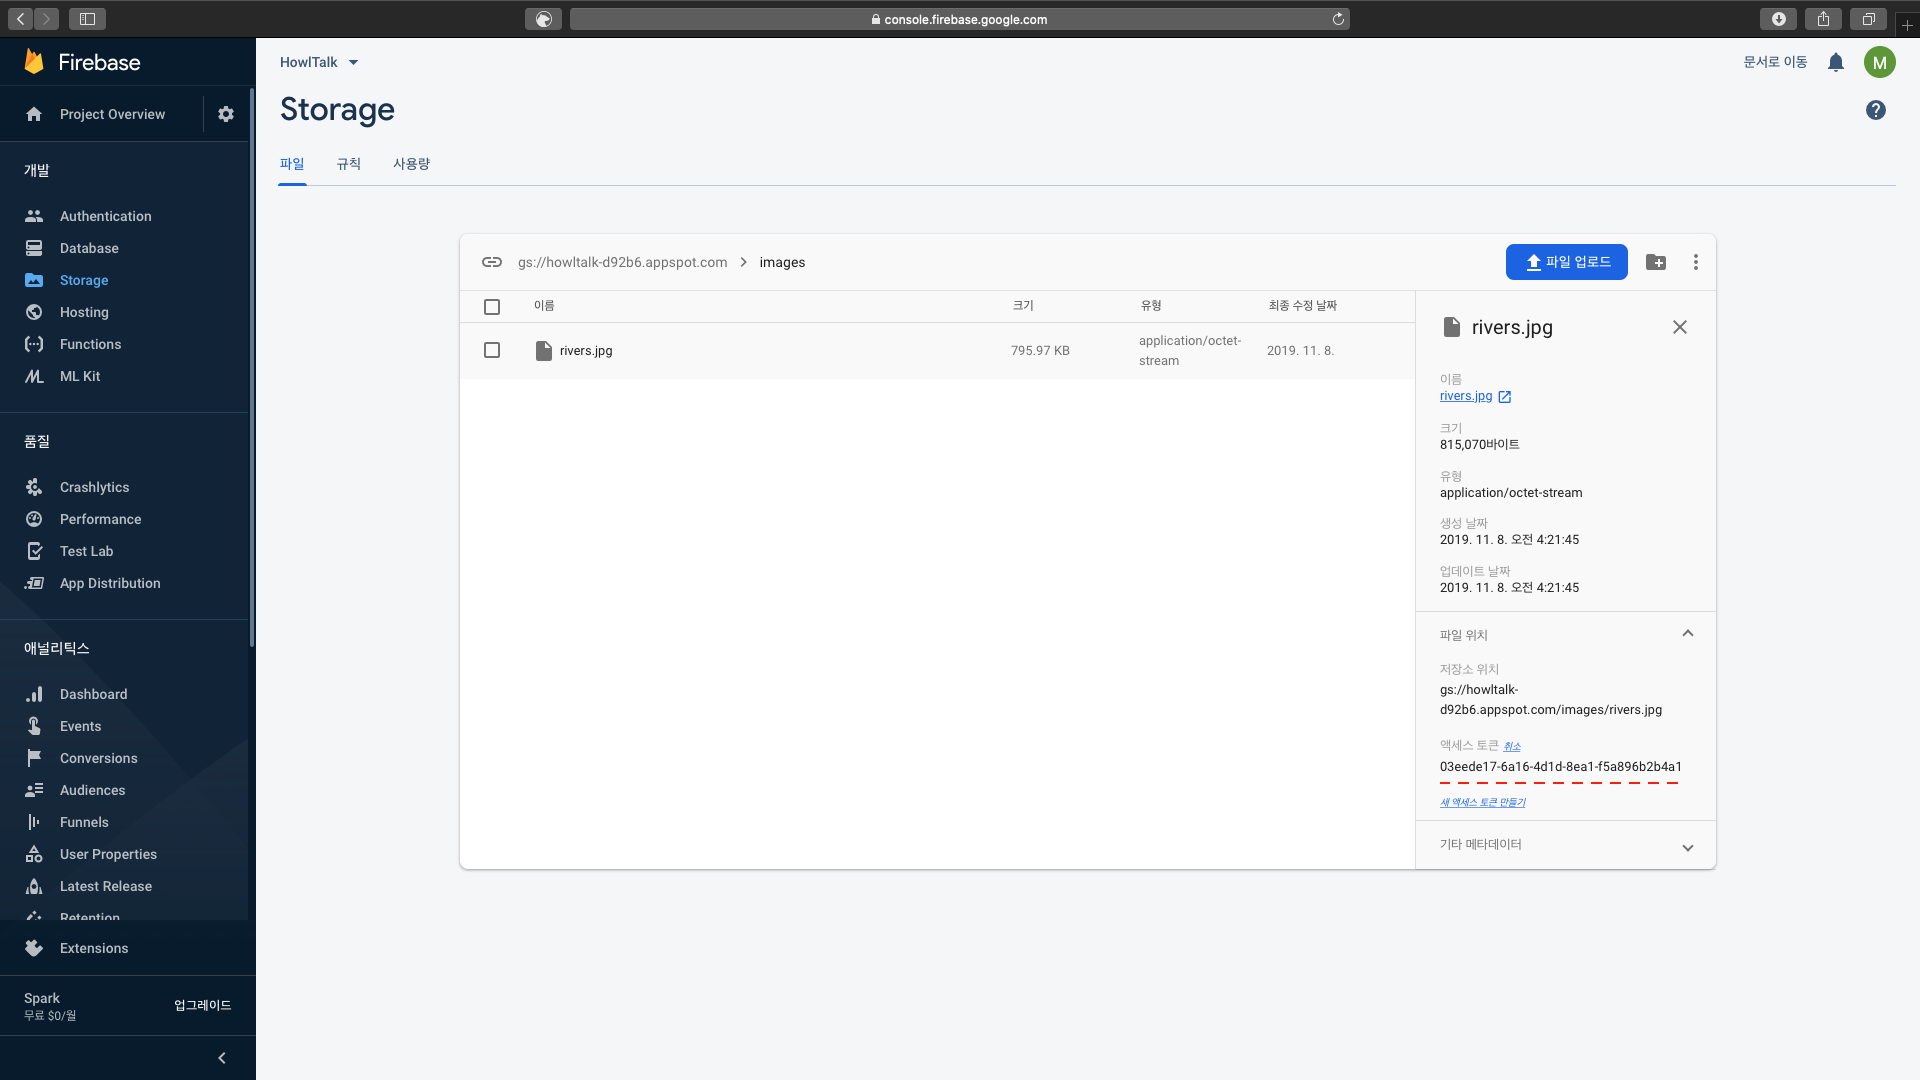 console.firebase.google.com
Firebase
Project Overview
개발
Authentication
Database
Storage
Hosting
Functions
ML Kit
품질
Crashlytics
Performance
Test Lab
App Distribution
애널리틱스
Dashboard
Events
Conversions
Audiences
Funnels
User Properties
Latest Release
Retention
Extensions
Spark
무료 $0/월
업그레이드
HowlTalk
문서로 이동
M
Storage
?
파일 규칙 사용량
gs://howltalk-d92b6.appspot.com > images
파일 업로드
이름 크기 유형 최종 수정 날짜
rivers.jpg 795.97 KB application/octet-
stream 2019. 11. 8.
rivers.jpg
이름
rivers.jpg
크기
815,070바이트
유형
application/octet-stream
생성 날짜
2019. 11. 8. 오전 4:21:45
업데이트 날짜
2019. 11. 8. 오전 4:21:45
파일 위치
저장소 위치
gs://howltalk-
d92b6.appspot.com/images/rivers.jpg
액세스 토큰 취소
03eede17-6a16-4d1d-8ea1-f5a896b2b4a1
새 액세스 토큰 만들기
기타 메타데이터